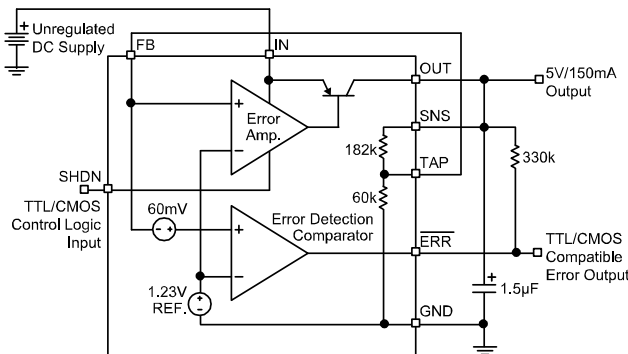 Unregulated
DC Supply
FB
IN
OUT
5V/150mA
Output
Error
Amp.
SNS
182k
330k
TAP
SHDN
60k
TTL/CMOS
Control Logic
Input
60mV
Error Detection
Comparator
ERR
TTL/CMOS
Compatible
Error Output
1.23V
REF.
1.5µF
GND